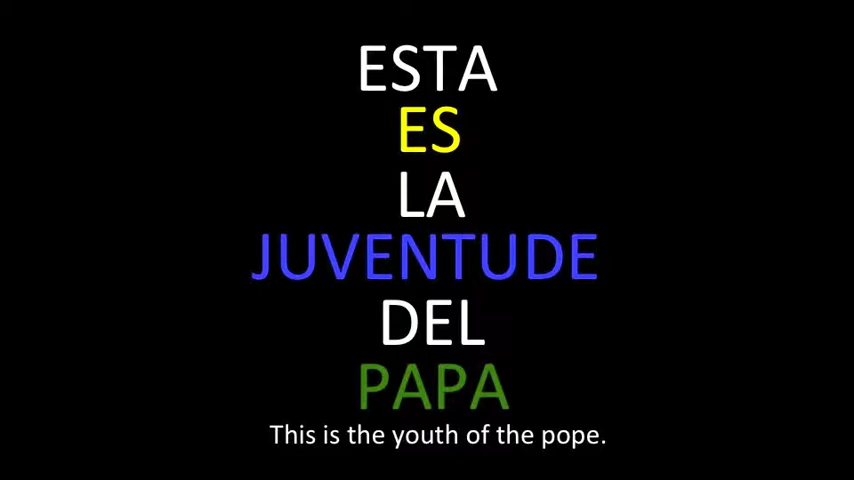 ESTA
ES
LA
JUVENTUDE
DEL
PAPA
This is the youth of the pope.